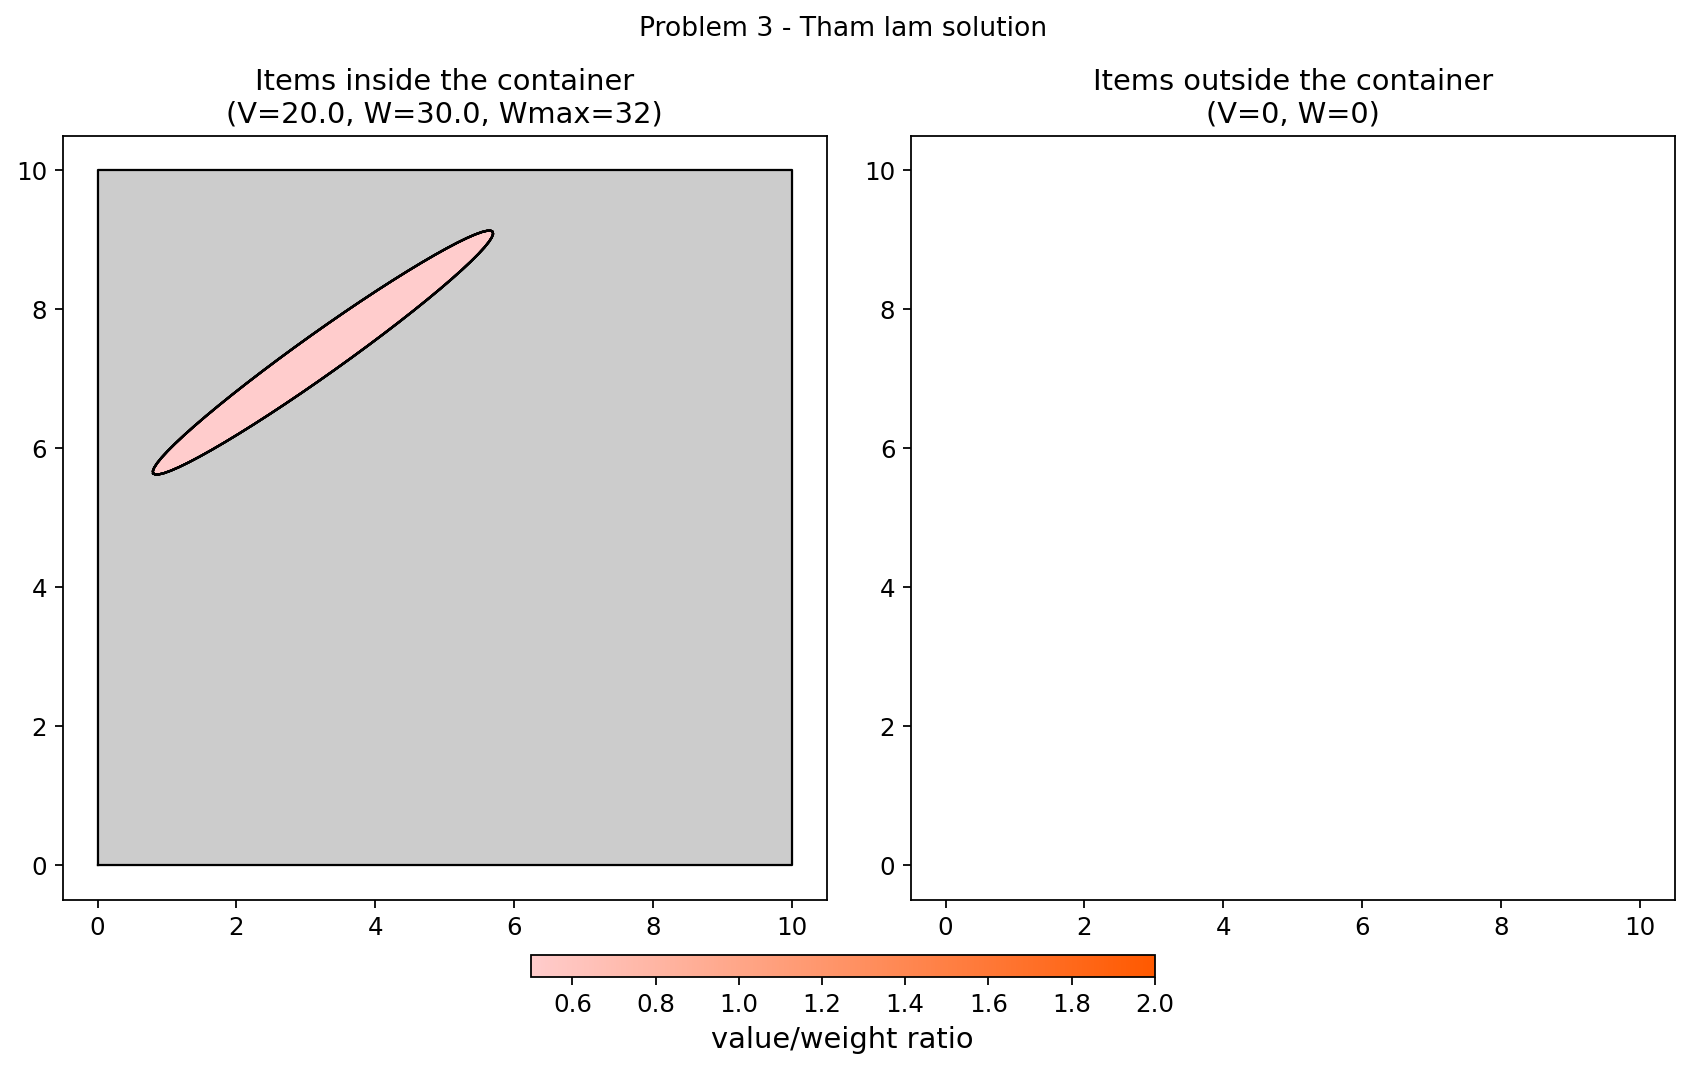 Problem 3 - Tham lam solution
Items inside the container
(V=20.0, W=30.0, Wmax=32)
10
8
6
4
2
0
0 2 4 6 8 10
Items outside the container
(V=0, W=0)
10
8
6
4
2
0
0 2 4 6 8 10
0.6 0.8 1.0 1.2 1.4 1.6 1.8 2.0
value/weight ratio